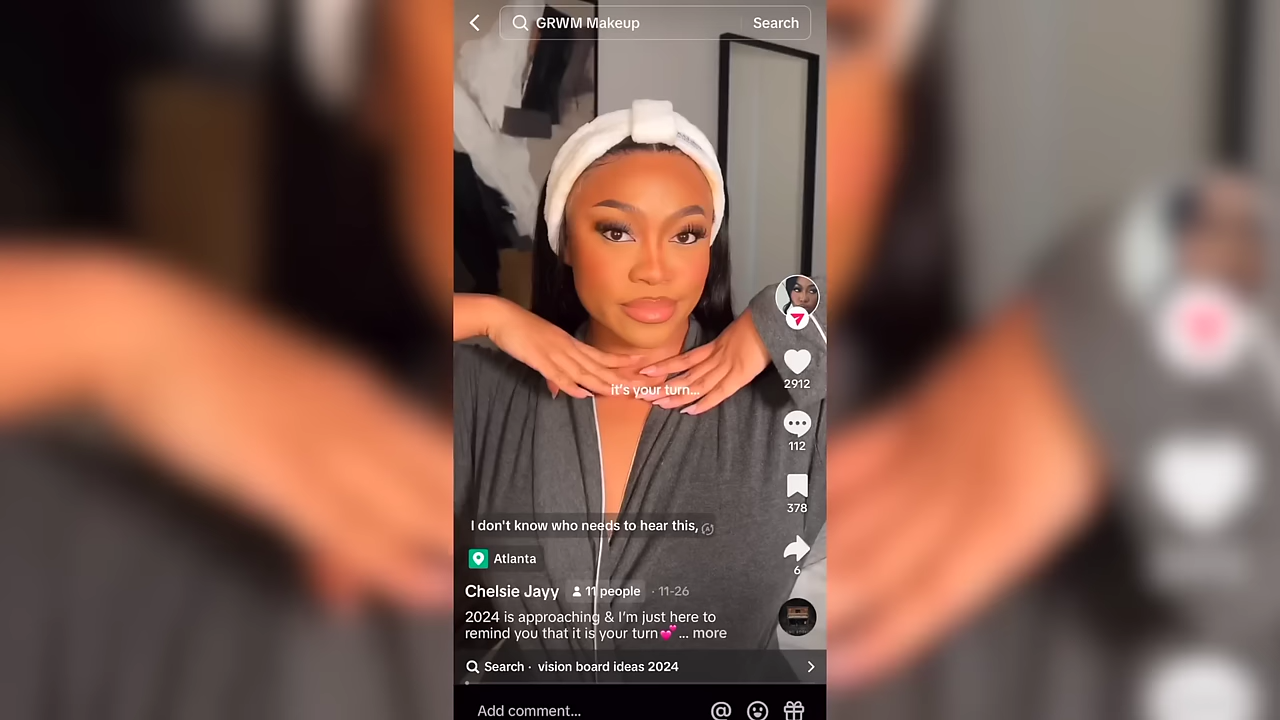 GRWM Makeup
Search
it's your turn...
2912
112
378
6
I don't know who needs to hear this,
Atlanta
Chelsie Jayy 11 people · 11-26
2024 is approaching & I'm just here to
remind you that it is your turn💕 ... more
Search · vision board ideas 2024
Add comment...